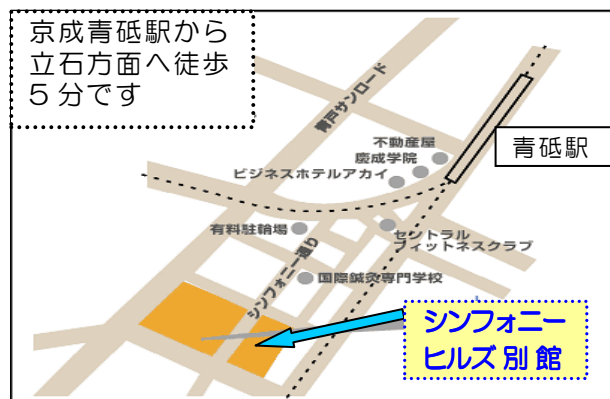 京成青砥駅から
立石方面へ徒歩
5分です
青戸サンロード
不動産屋
慶成学院
ビジネスホテルアカイ
青砥駅
有料駐輪場
セントラル
フィットネスクラブ
シンフォニー通り
国際鍼灸専門学校
シンフォニー
ヒルズ別館